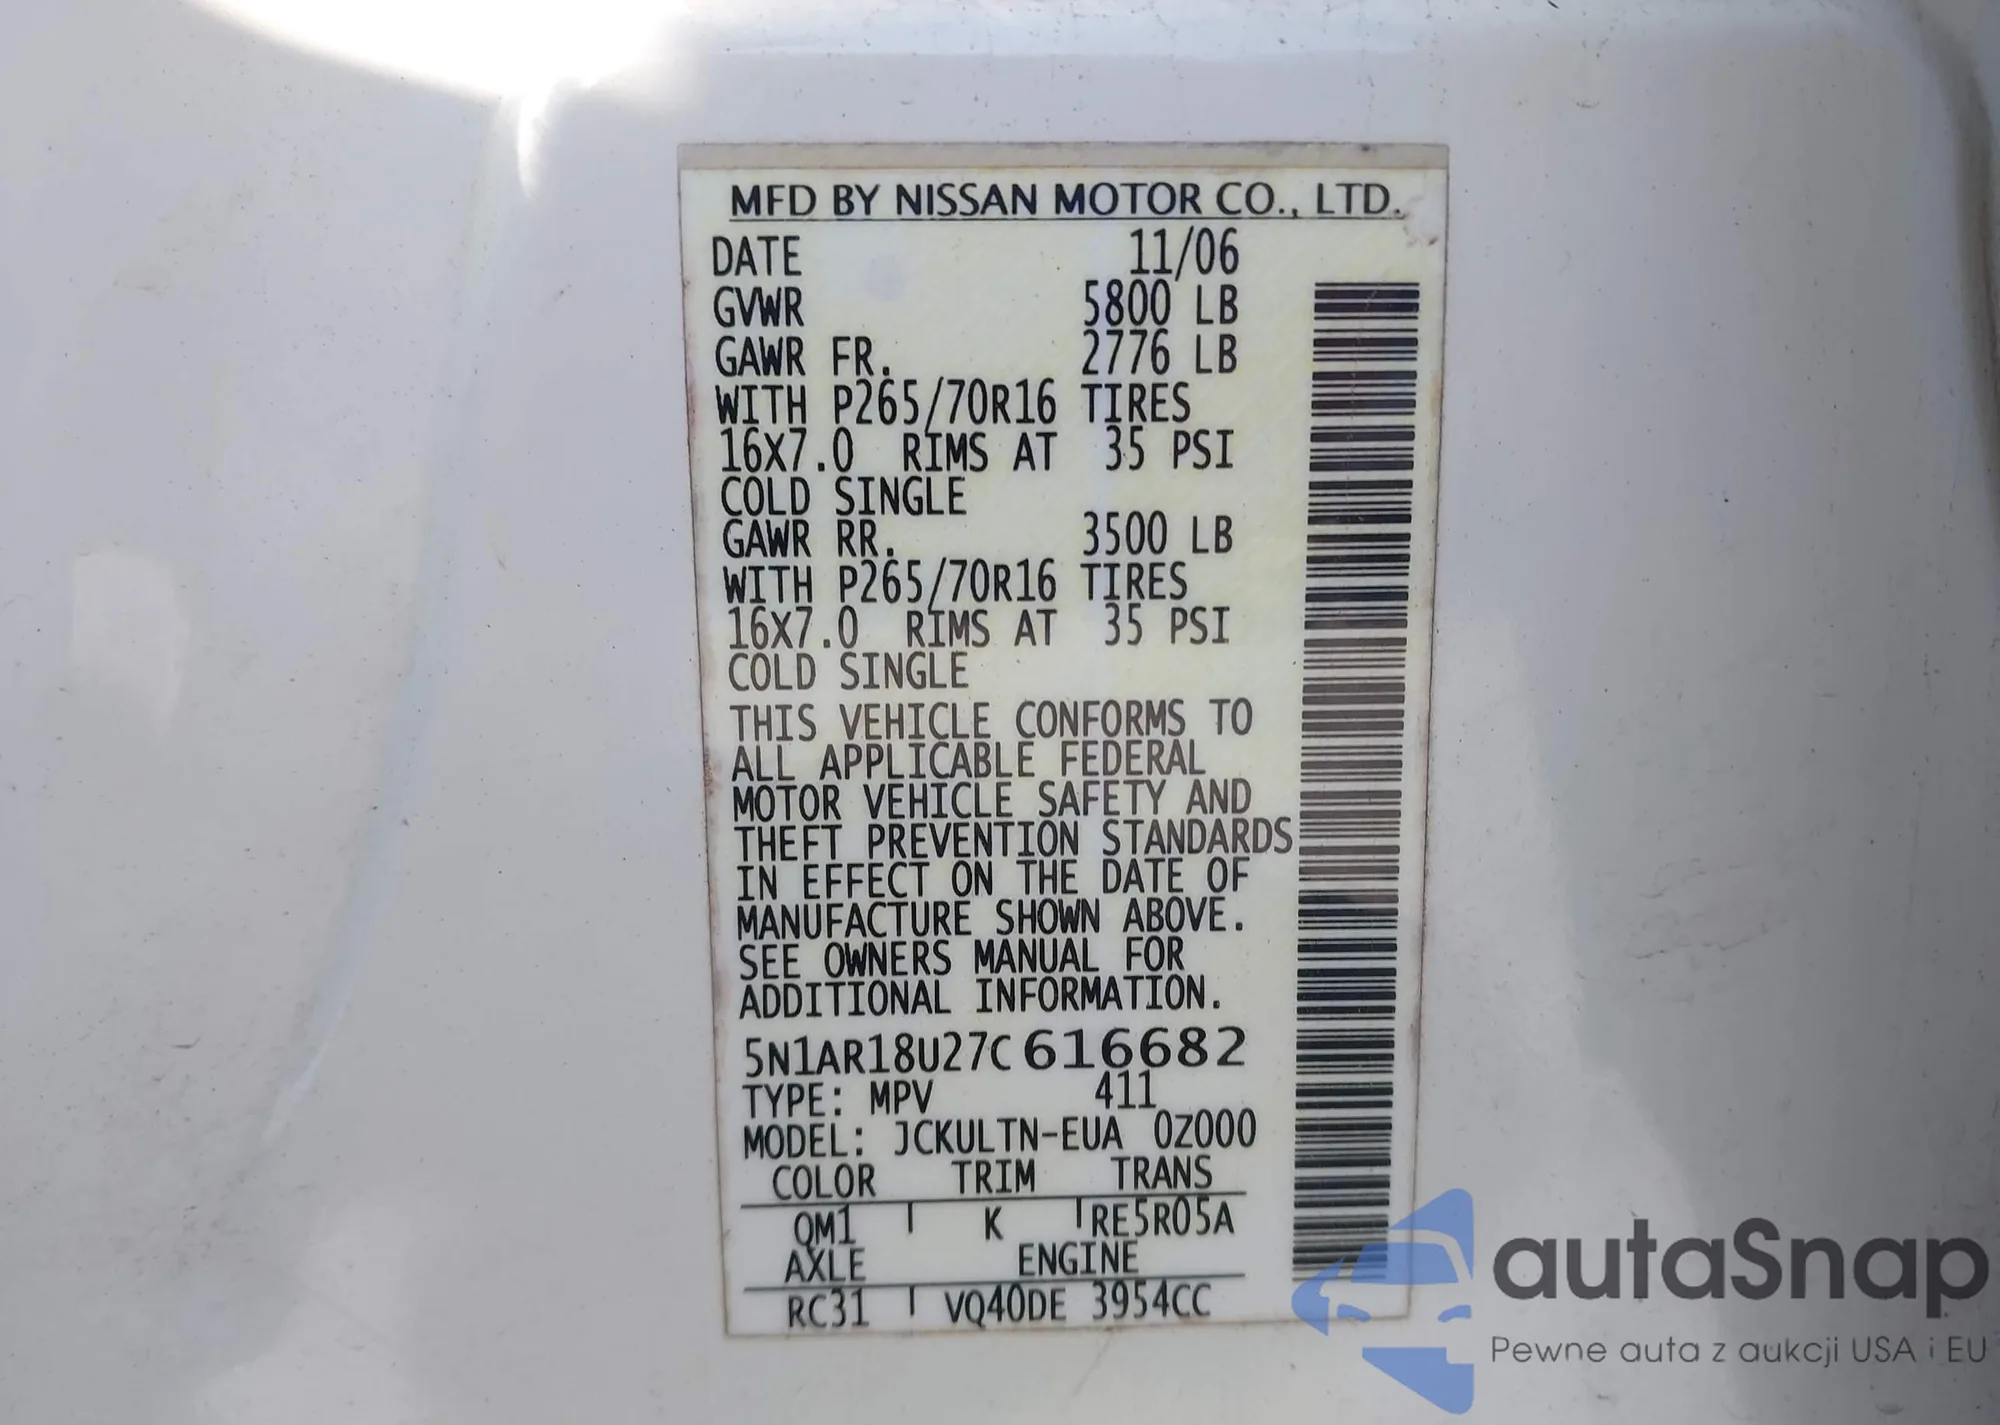 MFD BY NISSAN MOTOR CO., LTD.
DATE 11/06
GVWR 5800 LB
GAWR FR. 2776 LB
WITH P265/70R16 TIRES
16X7.0 RIMS AT 35 PSI
COLD SINGLE
GAWR RR. 3500 LB
WITH P265/70R16 TIRES
16X7.0 RIMS AT 35 PSI
COLD SINGLE
THIS VEHICLE CONFORMS TO
ALL APPLICABLE FEDERAL
MOTOR VEHICLE SAFETY AND
THEFT PREVENTION STANDARDS
IN EFFECT ON THE DATE OF
MANUFACTURE SHOWN ABOVE.
SEE OWNERS MANUAL FOR
ADDITIONAL INFORMATION.
5N1AR18U27C 616682
TYPE: MPV 411
MODEL: JCKULTN-EUA 0Z000
COLOR TRIM TRANS
QM1 K RE5R05A
AXLE ENGINE
RC31 VQ40DE 3954CC
autaSnap
Pewne auta z aukcji USA i EU